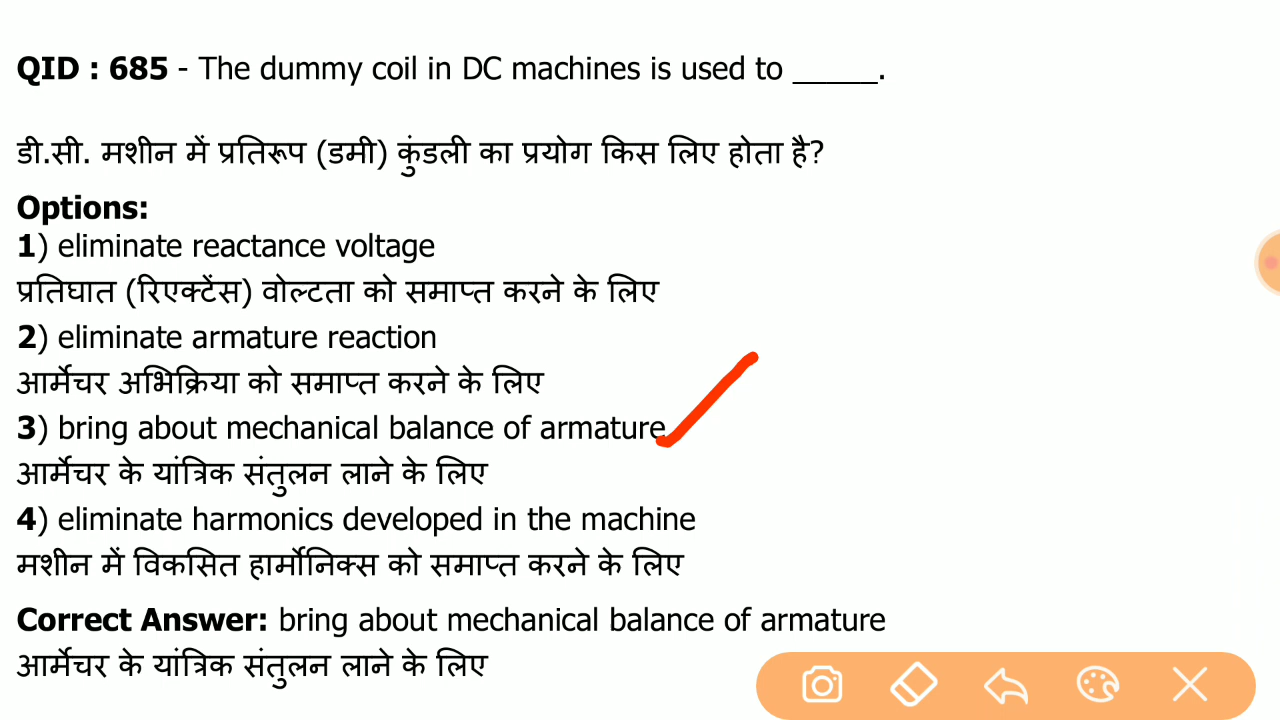 QID : 685 - The dummy coil in DC machines is used to _____.
डी.सी. मशीन में प्रतिरूप (डमी) कुंडली का प्रयोग किस लिए होता है?
Options:
1) eliminate reactance voltage
प्रतिघात (रिएक्टेंस) वोल्टता को समाप्त करने के लिए
2) eliminate armature reaction
आर्मेचर अभिक्रिया को समाप्त करने के लिए
3) bring about mechanical balance of armature
आर्मेचर के यांत्रिक संतुलन लाने के लिए
4) eliminate harmonics developed in the machine
मशीन में विकसित हार्मोनिक्स को समाप्त करने के लिए
Correct Answer: bring about mechanical balance of armature
आर्मेचर के यांत्रिक संतुलन लाने के लिए